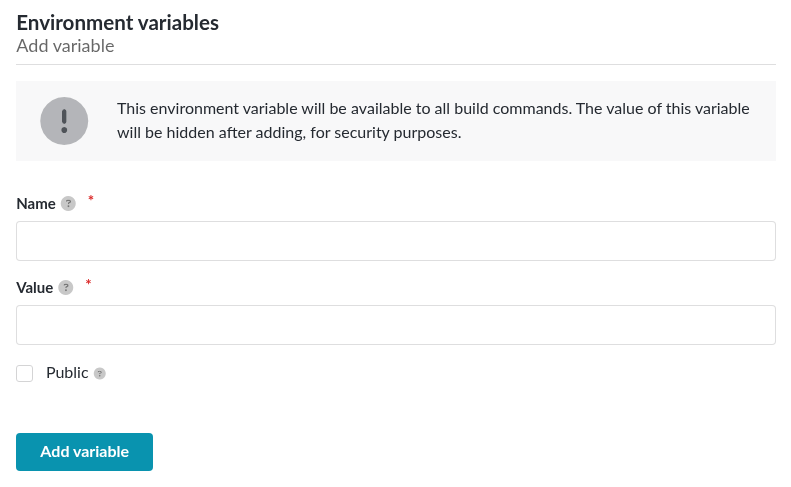 Environment variables
Add variable
This environment variable will be available to all build commands. The value of this variable
will be hidden after adding, for security purposes.
Name ? *
Value ? *
Public ?
Add variable